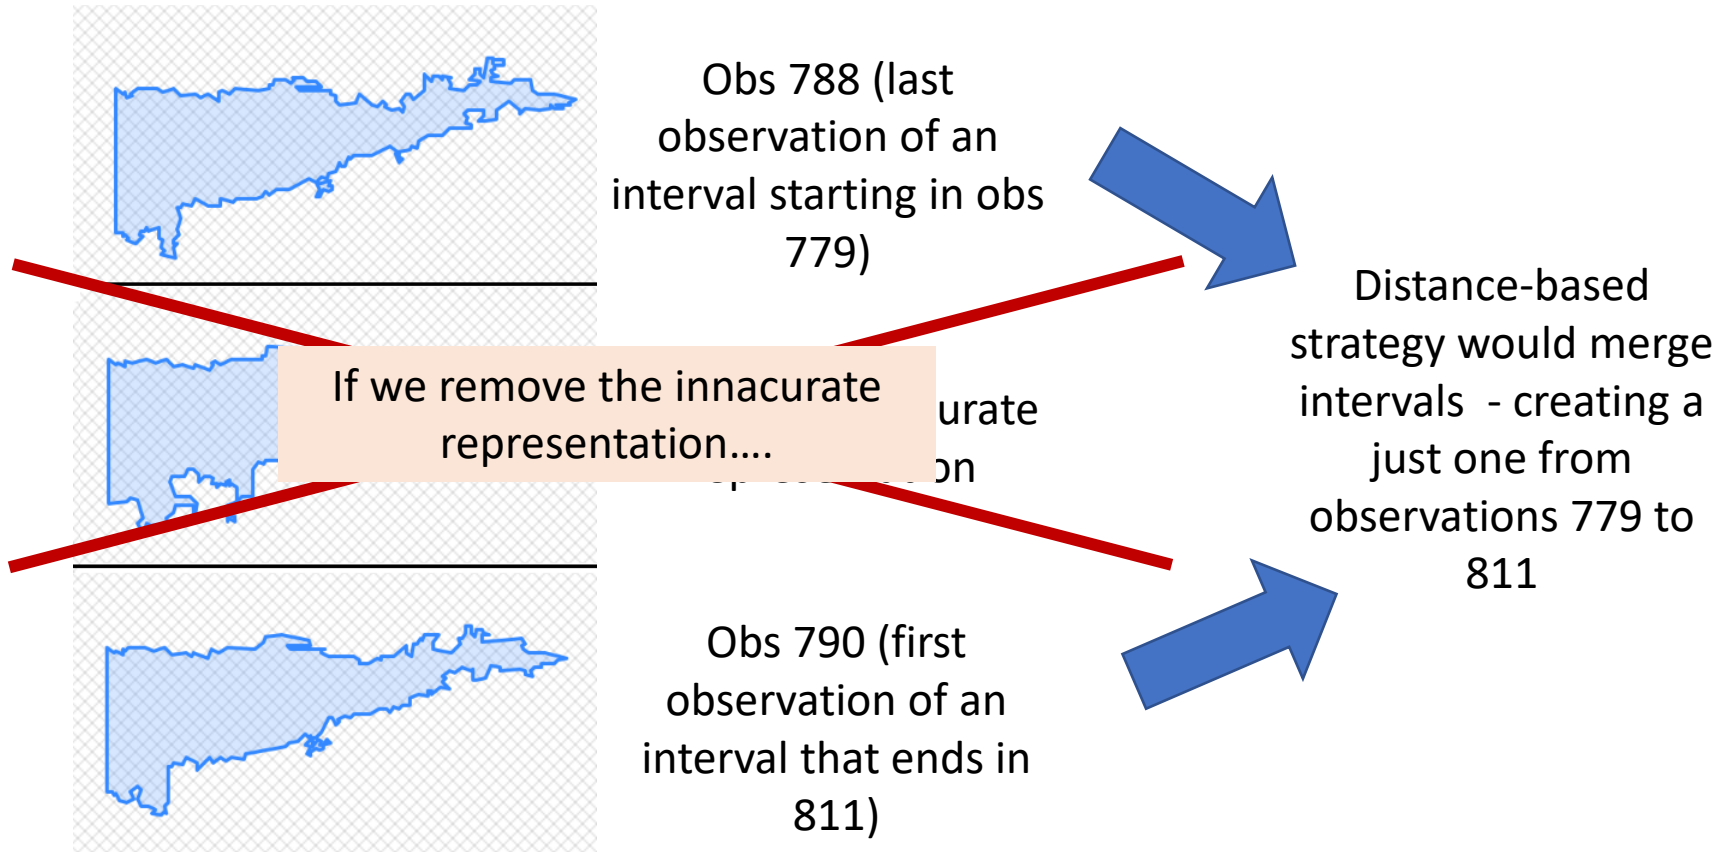 Obs 788 (last
observation of an
interval starting in obs
779)
If we remove the innacurate
representation....
Obs 790 (first
observation of an
interval that ends in
811)
Distance-based
strategy would merge
intervals - creating a
just one from
observations 779 to
811